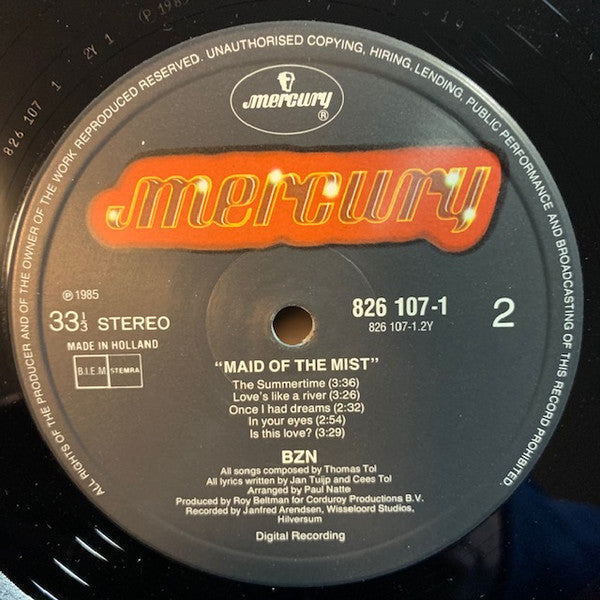 826 107 1 2Y1 ℗ 1985
ALL RIGHTS OF THE PRODUCER AND OF THE OWNER OF THE WORK REPRODUCED RESERVED. UNAUTHORISED COPYING, HIRING, LENDING, PUBLIC PERFORMANCE AND BROADCASTING OF THIS RECORD PROHIBITED.
mercury
®
mercury
℗ 1985
33⅓ STEREO
MADE IN HOLLAND
B.I.E.M. STEMRA
826 107-1
826 107-1.2Y
2
"MAID OF THE MIST"
The Summertime (3:36)
Love's like a river (3:26)
Once I had dreams (2:32)
In your eyes (2:54)
Is this love? (3:29)
BZN
All songs composed by Thomas Tol
All lyrics written by Jan Tuijp and Cees Tol
Arranged by Paul Natte
Produced by Roy Beltman for Corduroy Productions B.V.
Recorded by Janfred Arendsen, Wisseloord Studios,
Hilversum
Digital Recording